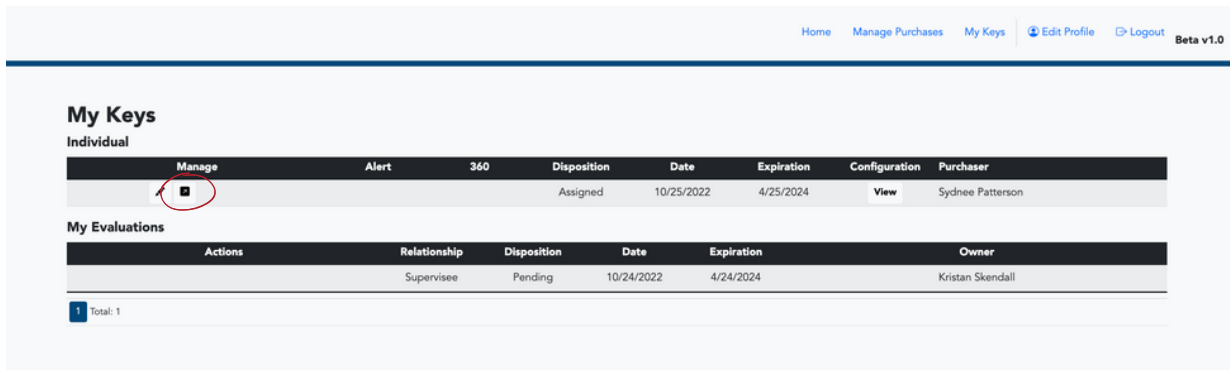 Home Manage Purchases My Keys Edit Profile Logout Beta v1.0
My Keys
Individual
Manage Alert 360 Disposition Date Expiration Configuration Purchaser
Assigned 10/25/2022 4/25/2024 View Sydnee Patterson
My Evaluations
Actions Relationship Disposition Date Expiration Owner
Supervisee Pending 10/24/2022 4/24/2024 Kristan Skendall
1 Total: 1